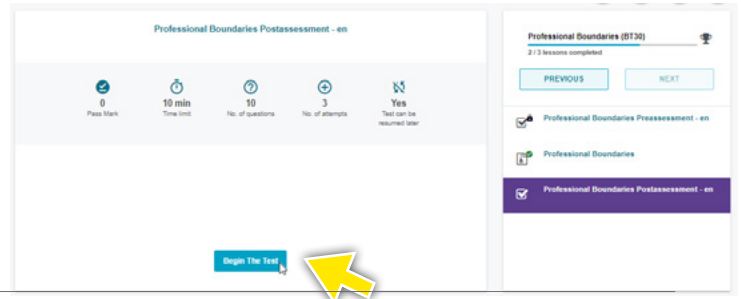 Professional Boundaries Postassessment - en
0
Pass Mark
10 min
Time limit
10
No. of questions
3
No. of attempts
Yes
Test can be
resumed later
Begin The Test
Professional Boundaries (BT30)
2 / 3 lessons completed
PREVIOUS
NEXT
Professional Boundaries Preassessment - en
Professional Boundaries
Professional Boundaries Postassessment - en